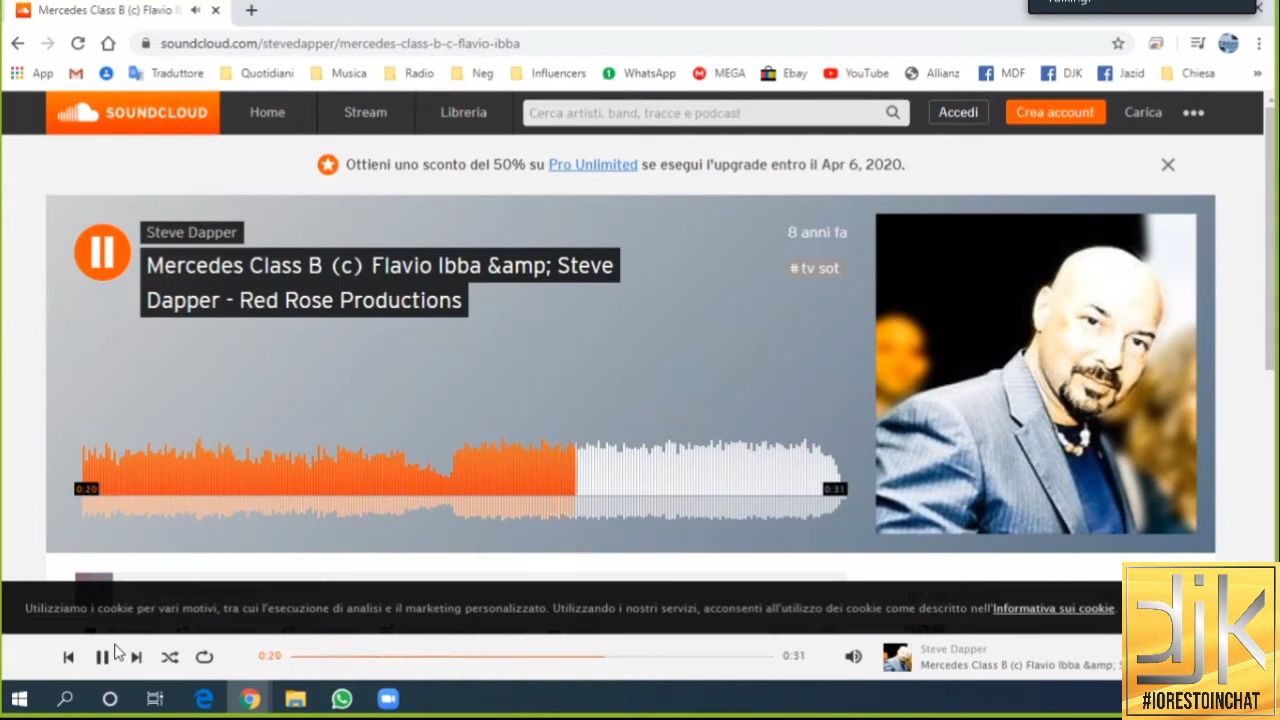 Mercedes Class B (c) Flavio
soundcloud.com/stevedapper/mercedes-class-b-c-flavio-ibba
App Traduttore Quotidiani Musica Radio Neg Influencers WhatsApp MEGA Ebay YouTube Allianz MDF DJK Jazid Chiesa »
SOUNDCLOUD Home Stream Libreria Cerca artisti, band, tracce e podcast Accedi Crea account Carica
Ottieni uno sconto del 50% su Pro Unlimited se esegui l'upgrade entro il Apr 6, 2020.
Steve Dapper 8 anni fa
Mercedes Class B (c) Flavio Ibba &amp; Steve
Dapper - Red Rose Productions
# tv sot
0:20 0:31
Utilizziamo i cookie per vari motivi, tra cui l'esecuzione di analisi e il marketing personalizzato. Utilizzando i nostri servizi, acconsenti all'utilizzo dei cookie come descritto nell'Informativa sui cookie.
0:20 0:31
Steve Dapper
Mercedes Class B (c) Flavio Ibba &amp;
djk
#IORESTOINCHAT